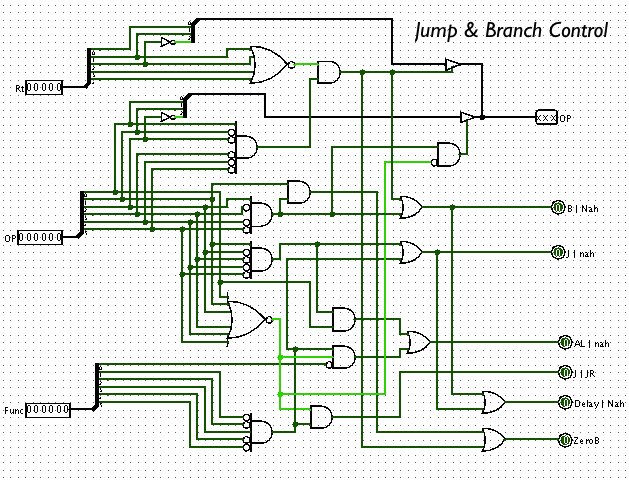 Jump & Branch Control
Rt 00000
xxx OP
OP 000000
B | Nah
J | nah
AL | nah
J | JR
Func 000000
Delay | Nah
ZeroB